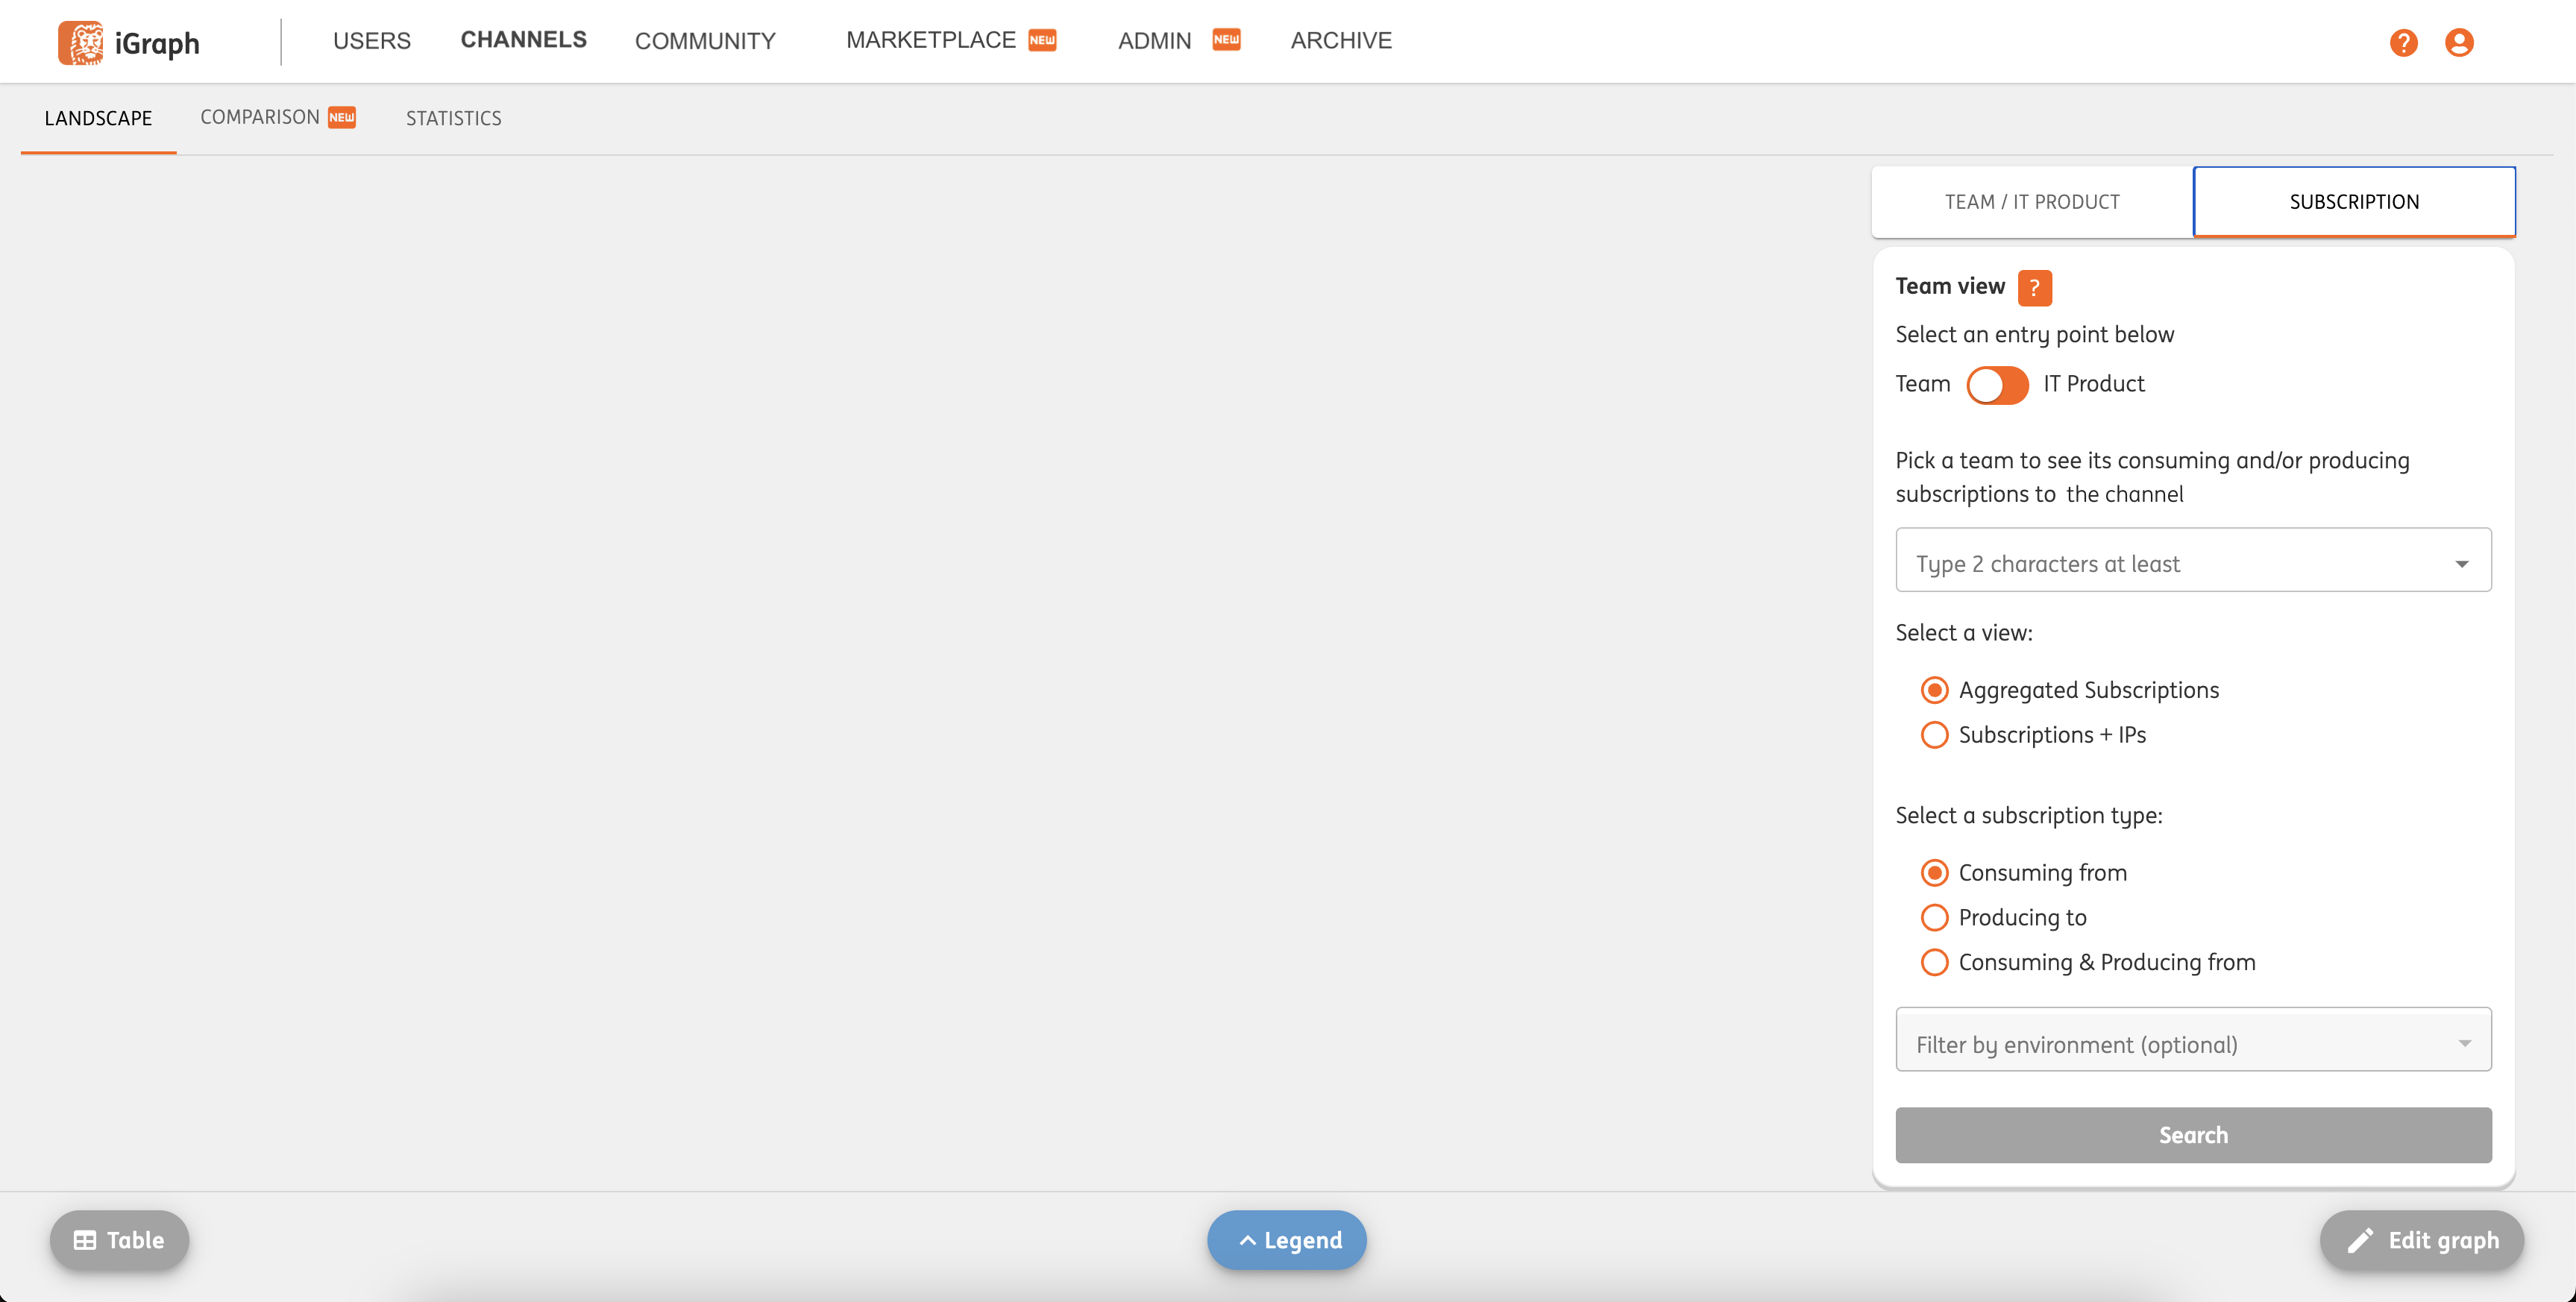 iGraph
USERS
CHANNELS
COMMUNITY
MARKETPLACE NEW
ADMIN NEW
ARCHIVE
?
LANDSCAPE
COMPARISON NEW
STATISTICS
TEAM / IT PRODUCT
SUBSCRIPTION
Team view ?
Select an entry point below
Team IT Product
Pick a team to see its consuming and/or producing
subscriptions to the channel
Type 2 characters at least
Select a view:
Aggregated Subscriptions
Subscriptions + IPs
Select a subscription type:
Consuming from
Producing to
Consuming & Producing from
Filter by environment (optional)
Search
Table
Legend
Edit graph